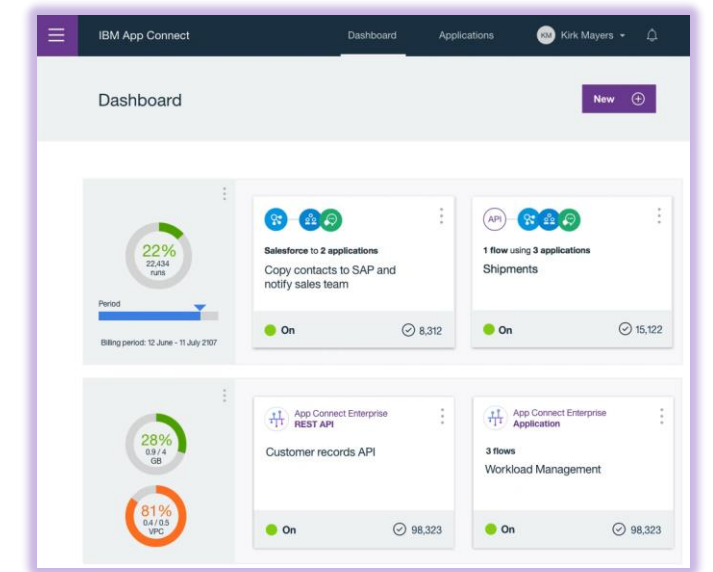 IBM App Connect
Dashboard
Applications
KM
Kirk Mayers
Dashboard
New
22%
22,434
runs
Period
Billing period: 12 June - 11 July 2107
Salesforce to 2 applications
Copy contacts to SAP and
notify sales team
On
8,312
API
1 flow using 3 applications
Shipments
On
15,122
28%
0.9 / 4
GB
81%
0.4 / 0.5
VPC
App Connect Enterprise
REST API
Customer records API
On
98,323
App Connect Enterprise
Application
3 flows
Workload Management
On
98,323